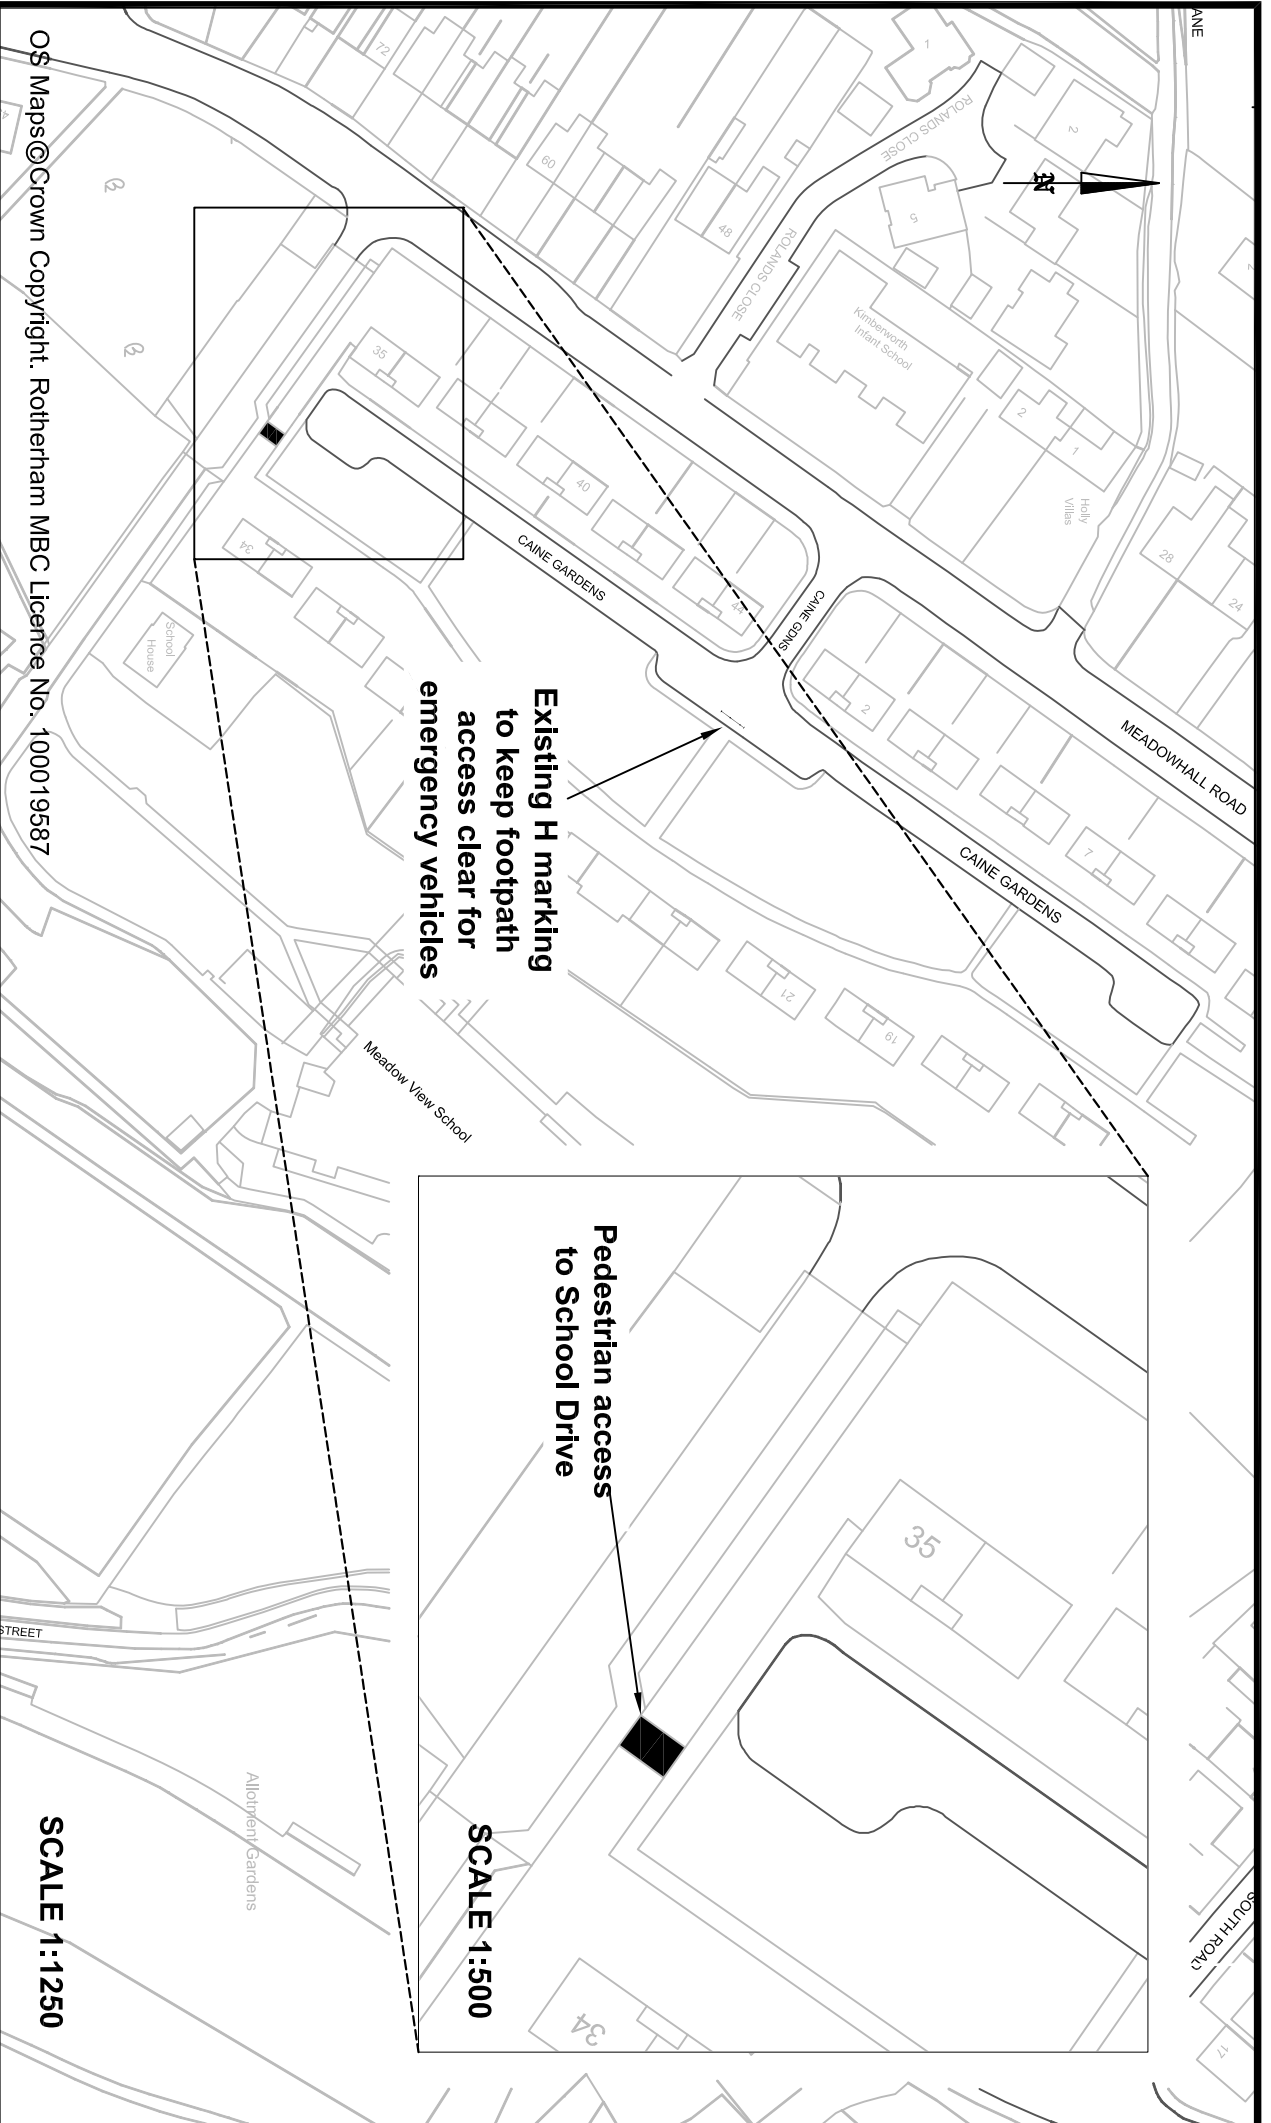 ANE
N
1
ROLANDS CLOSE
2
5
ROLANDS CLOSE
72
60
48
Kimberworth
Infant School
2
1
Holly
Villas
28
24
2
MEADOWHALL ROAD
35
40
44
CAINE GARDENS
CAINE GDNS
2
7
CAINE GARDENS
34
School
House
21
19
Existing H marking
to keep footpath
access clear for
emergency vehicles
Meadow View School
Pedestrian access
to School Drive
35
34
SCALE 1:500
SOUTH ROAD
17
STREET
Allotment Gardens
SCALE 1:1250
OS Maps©Crown Copyright. Rotherham MBC Licence No. 100019587